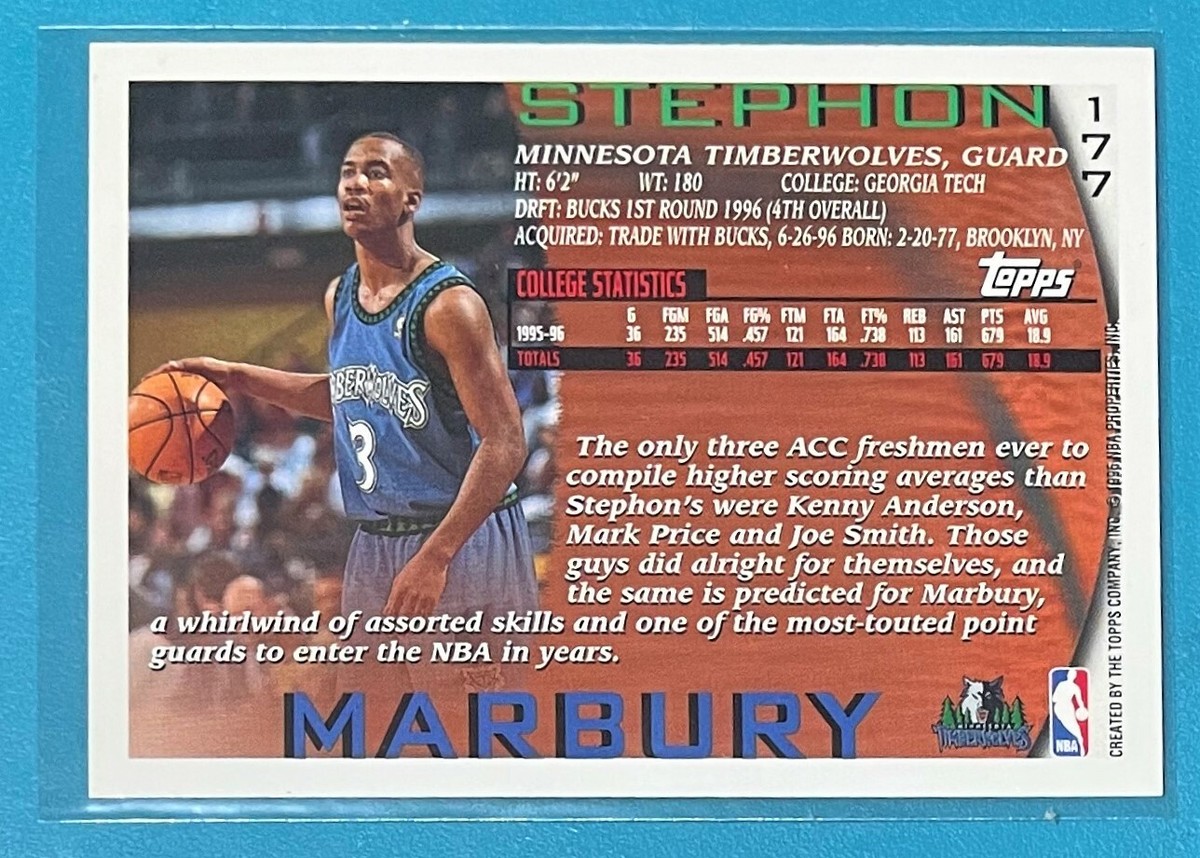 STEPHON
177
MINNESOTA TIMBERWOLVES, GUARD
HT: 6'2" WT: 180 COLLEGE: GEORGIA TECH
DRFT: BUCKS 1ST ROUND 1996 (4TH OVERALL)
ACQUIRED: TRADE WITH BUCKS, 6-26-96 BORN: 2-20-77, BROOKLYN, NY
COLLEGE STATISTICS
TOPPS
G FGM FGA FG% FTM FTA FT% REB AST PTS AVG
1995-96 36 235 514 .457 121 164 .738 113 161 679 18.9
TOTALS 36 235 514 .457 121 164 .738 113 161 679 18.9
The only three ACC freshmen ever to
compile higher scoring averages than
Stephon's were Kenny Anderson,
Mark Price and Joe Smith. Those
guys did alright for themselves, and
the same is predicted for Marbury,
a whirlwind of assorted skills and one of the most-touted point
guards to enter the NBA in years.
MARBURY
MINNESOTA
TIMBERWOLVES
NBA
CREATED BY THE TOPPS COMPANY, INC. © 1996 NBA PROPERTIES, INC.
MBERWOLVES
3